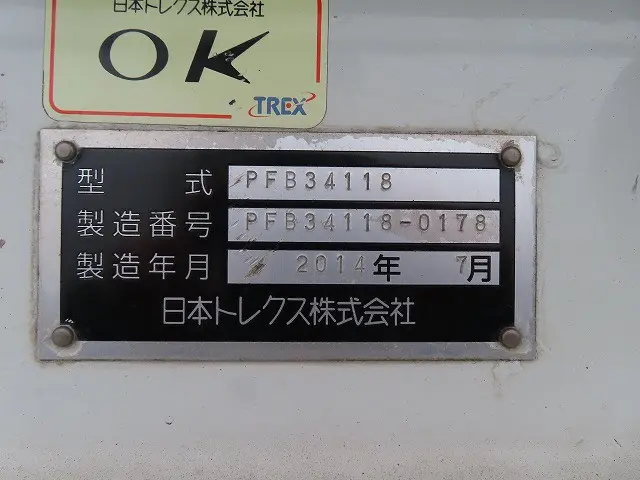 日本トレクス株式会社
OK
TREX
型式 PFB34118
製造番号 PFB34118-0178
製造年月 2014年 7月
日本トレクス株式会社